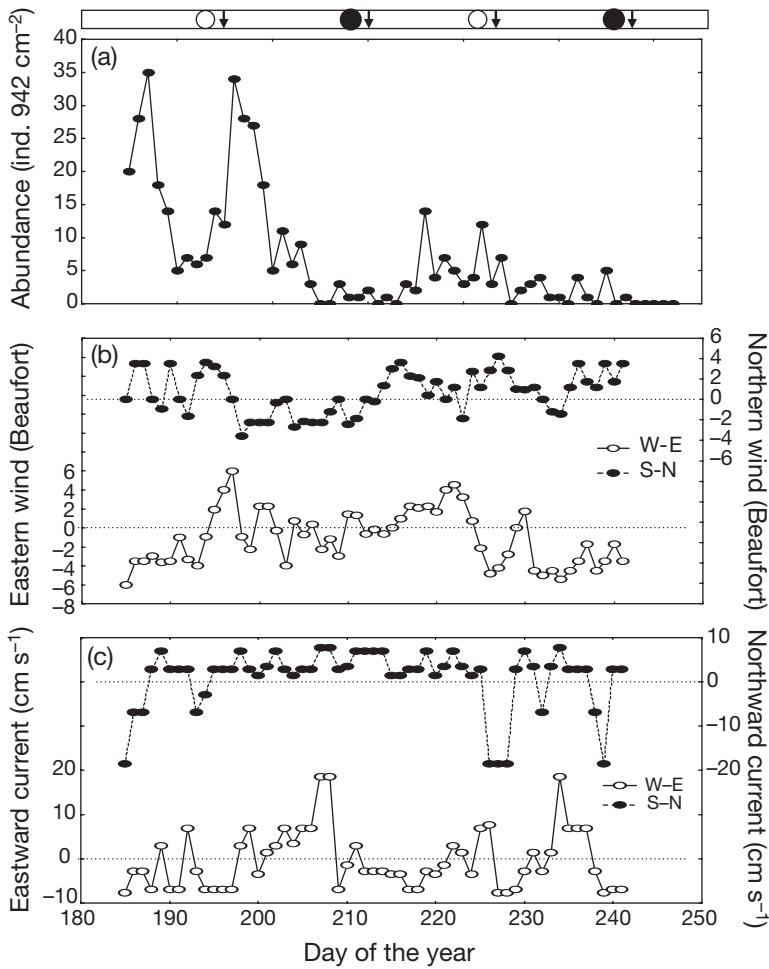 (a)
Abundance (ind. 942 cm⁻²)
40
35
30
25
20
15
10
5
0
(b)
Eastern wind (Beaufort)
6
4
2
0
−2
−4
−6
−8
6
4
2
0
−2
−4
−6
Northern wind (Beaufort)
W-E
S-N
(c)
Eastward current (cm s⁻¹)
20
10
0
−10
10
0
−10
−20
Northward current (cm s⁻¹)
W–E
S–N
180 190 200 210 220 230 240 250
Day of the year